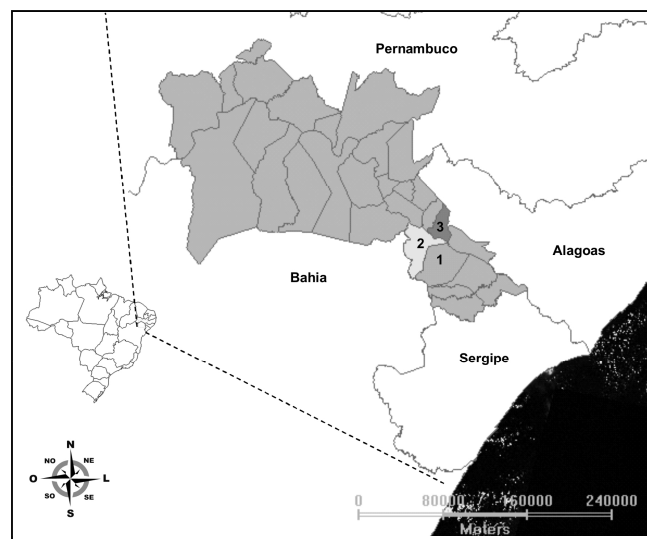 Pernambuco
3
2
Alagoas
1
Bahia
Sergipe
N
NO NE
O L
SO SE
S
0 80000 160000 240000
Meters